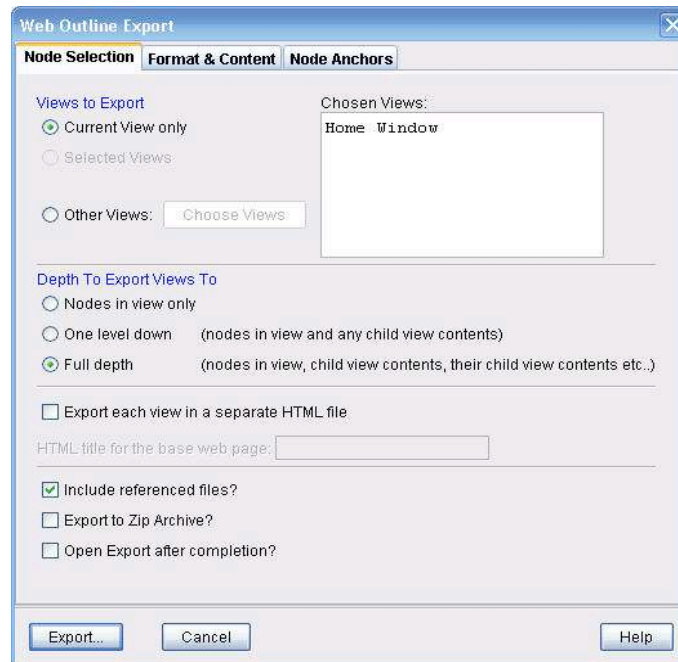 Web Outline Export
Node Selection Format & Content Node Anchors
Views to Export
Current View only
Selected Views
Other Views: Choose Views
Chosen Views:
Home Window
Depth To Export Views To
Nodes in view only
One level down (nodes in view and any child view contents)
Full depth (nodes in view, child view contents, their child view contents etc..)
Export each view in a separate HTML file
HTML title for the base web page:
Include referenced files?
Export to Zip Archive?
Open Export after completion?
Export... Cancel Help